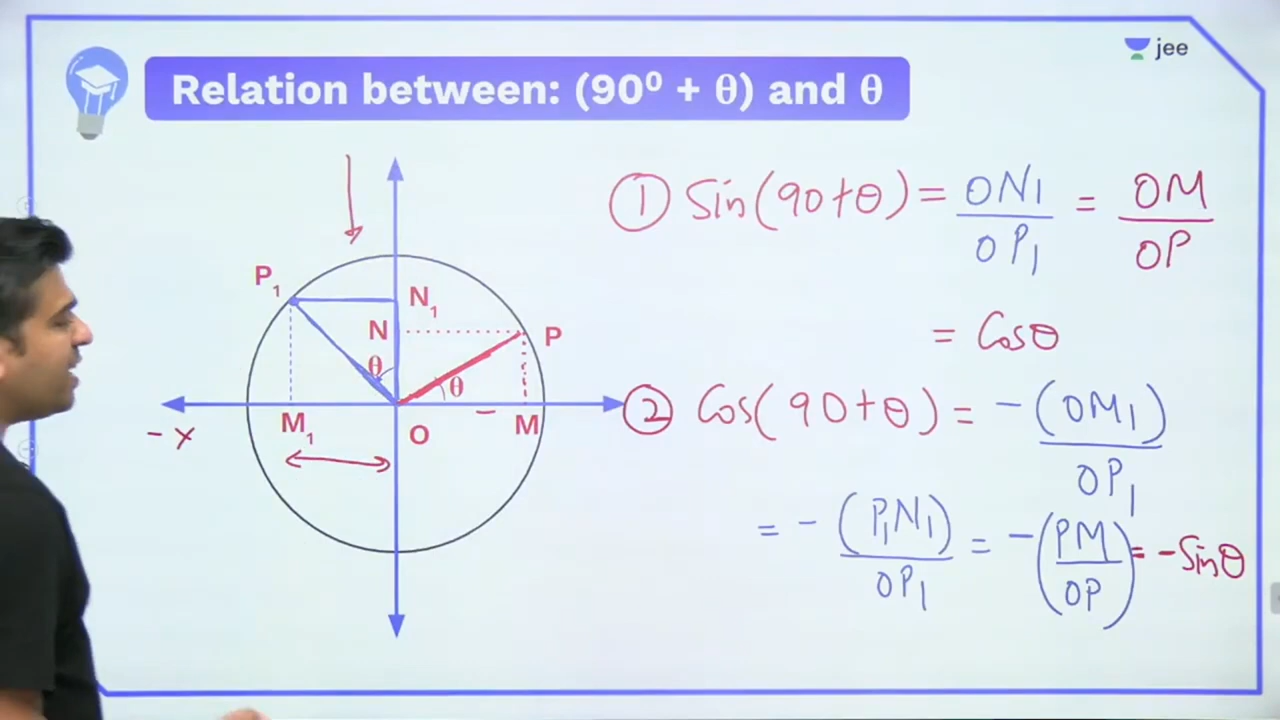 jee
Relation between: (90⁰ + θ) and θ
① Sin(90+θ) = ON₁/OP₁ = OM/OP
= Cosθ
② Cos(90+θ) = -(OM₁)/OP₁
= -(P₁N₁)/OP₁ = -(PM/OP) = -Sinθ
P₁
N₁
N
P
θ
θ
-
-x
M₁
O
M